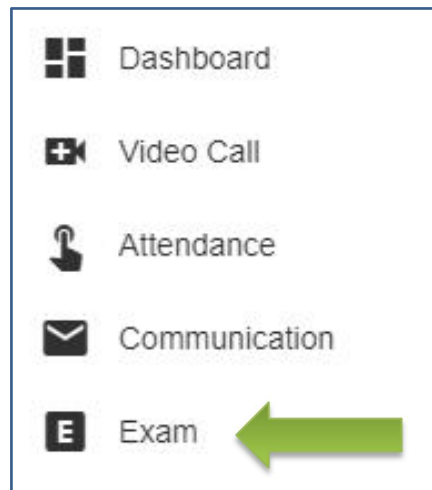 Dashboard
Video Call
Attendance
Communication
E Exam